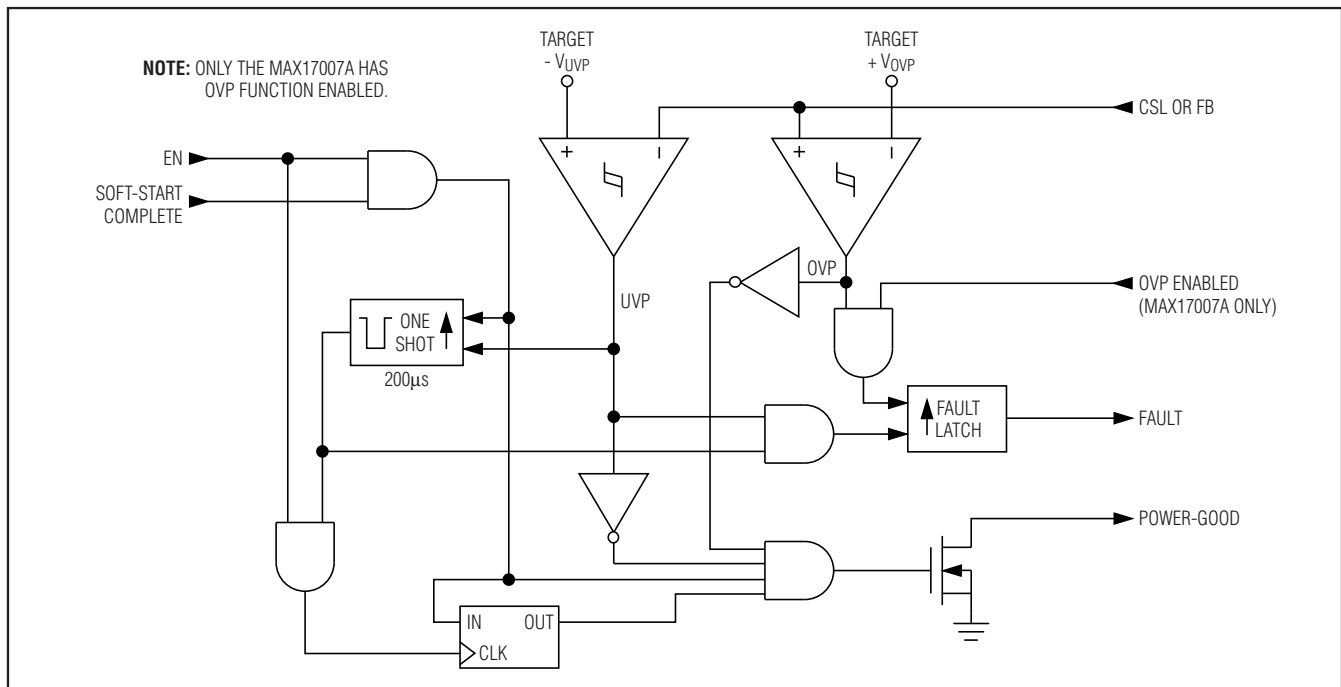 NOTE: ONLY THE MAX17007A HAS
OVP FUNCTION ENABLED.
TARGET
- VUVP
TARGET
+ VOVP
CSL OR FB
+
–
+
–
EN
SOFT-START
COMPLETE
OVP
UVP
OVP ENABLED
(MAX17007A ONLY)
ONE
SHOT
200µs
FAULT
LATCH
FAULT
POWER-GOOD
IN
OUT
CLK